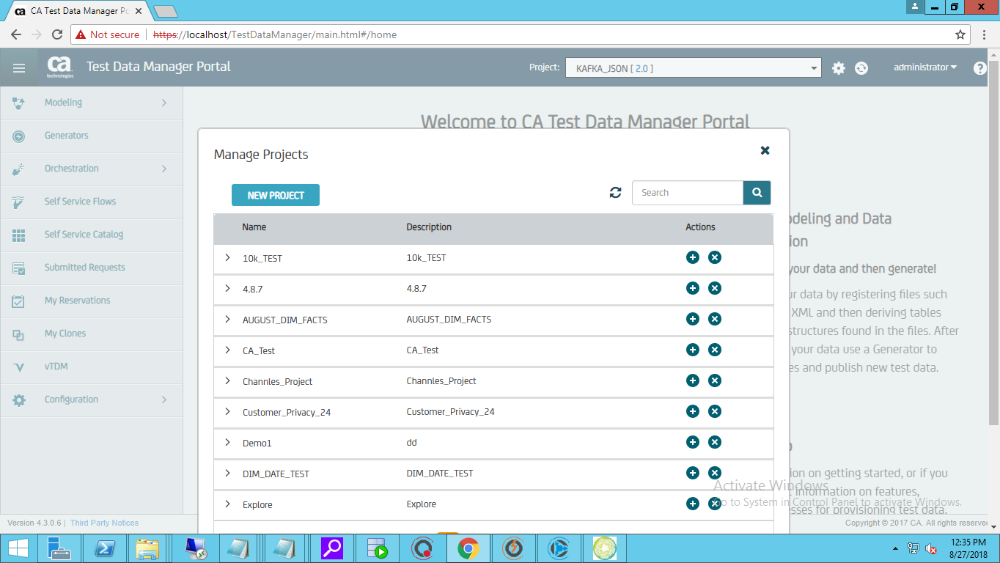 CA Test Data Manager Po
Not secure | https://localhost/TestDataManager/main.html#/home
ca technologies
Test Data Manager Portal
Project:
KAFKA_JSON [ 2.0 ]
administrator
?
Modeling
Generators
Orchestration
Self Service Flows
Self Service Catalog
Submitted Requests
My Reservations
My Clones
vTDM
Configuration
Welcome to CA Test Data Manager Portal
Manage Projects
NEW PROJECT
Search
Name Description Actions
10k_TEST 10k_TEST
4.8.7 4.8.7
AUGUST_DIM_FACTS AUGUST_DIM_FACTS
CA_Test CA_Test
Channles_Project Channles_Project
Customer_Privacy_24 Customer_Privacy_24
Demo1 dd
DIM_DATE_TEST DIM_DATE_TEST
Explore Explore
odeling and Data
ion
your data and then generate!
ur data by registering files such
XML and then deriving tables
structures found in the files. After
your data use a Generator to
es and publish new test data.
ion on getting started, or if you
information on features,
esses for provisioning test data.
Activate Windows
Go to System in Control Panel to activate Windows.
Version 4.3.0.6 | Third Party Notices
Copyright © 2017 CA. All rights reserve
12:35 PM
8/27/2018